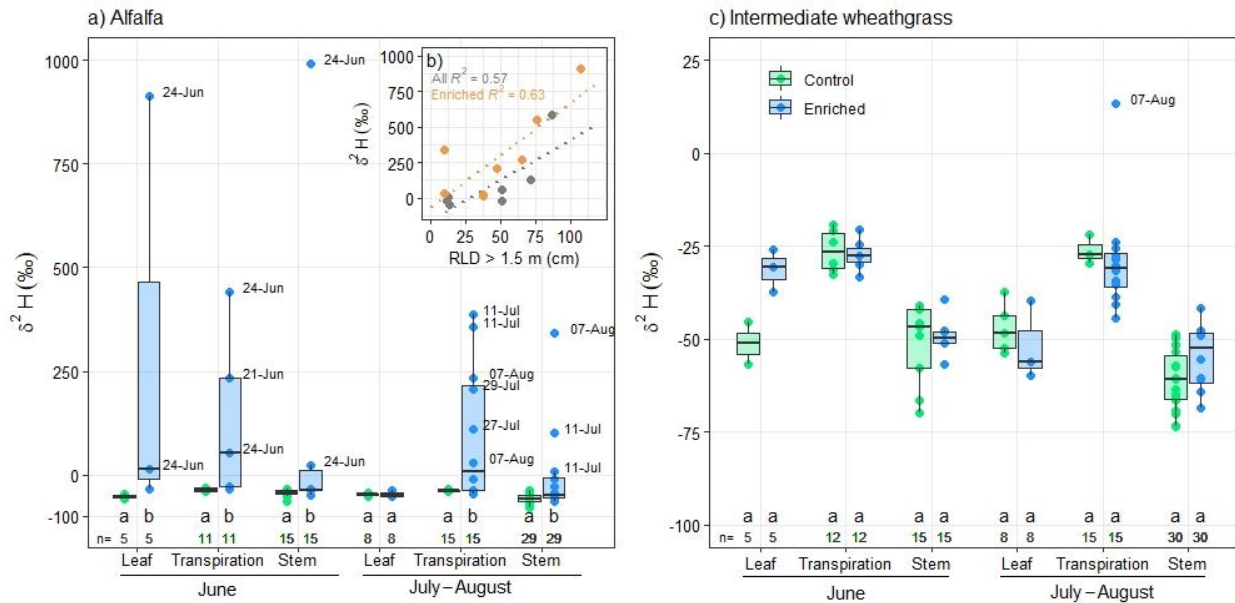 a) Alfalfa
1000
750
500
250
0
-100
δ² H (‰)
24-Jun
24-Jun
24-Jun
21-Jun
24-Jun
24-Jun
24-Jun
11-Jul
11-Jul
07-Aug
29-Jul
27-Jul
07-Aug
07-Aug
11-Jul
11-Jul
b)
All R² = 0.57
Enriched R² = 0.63
1000
750
500
250
0
δ² H (‰)
0 25 50 75 100
RLD > 1.5 m (cm)
a b a b a b a a a b a b
n= 5 5 11 11 15 15 8 8 15 15 29 29
Leaf Transpiration Stem Leaf Transpiration Stem
June July–August
c) Intermediate wheathgrass
25
0
-25
-50
-75
-100
δ² H (‰)
Control
Enriched
07-Aug
a a a a a a a a a a a a
n= 5 5 12 12 15 15 8 8 15 15 30 30
Leaf Transpiration Stem Leaf Transpiration Stem
June July–August